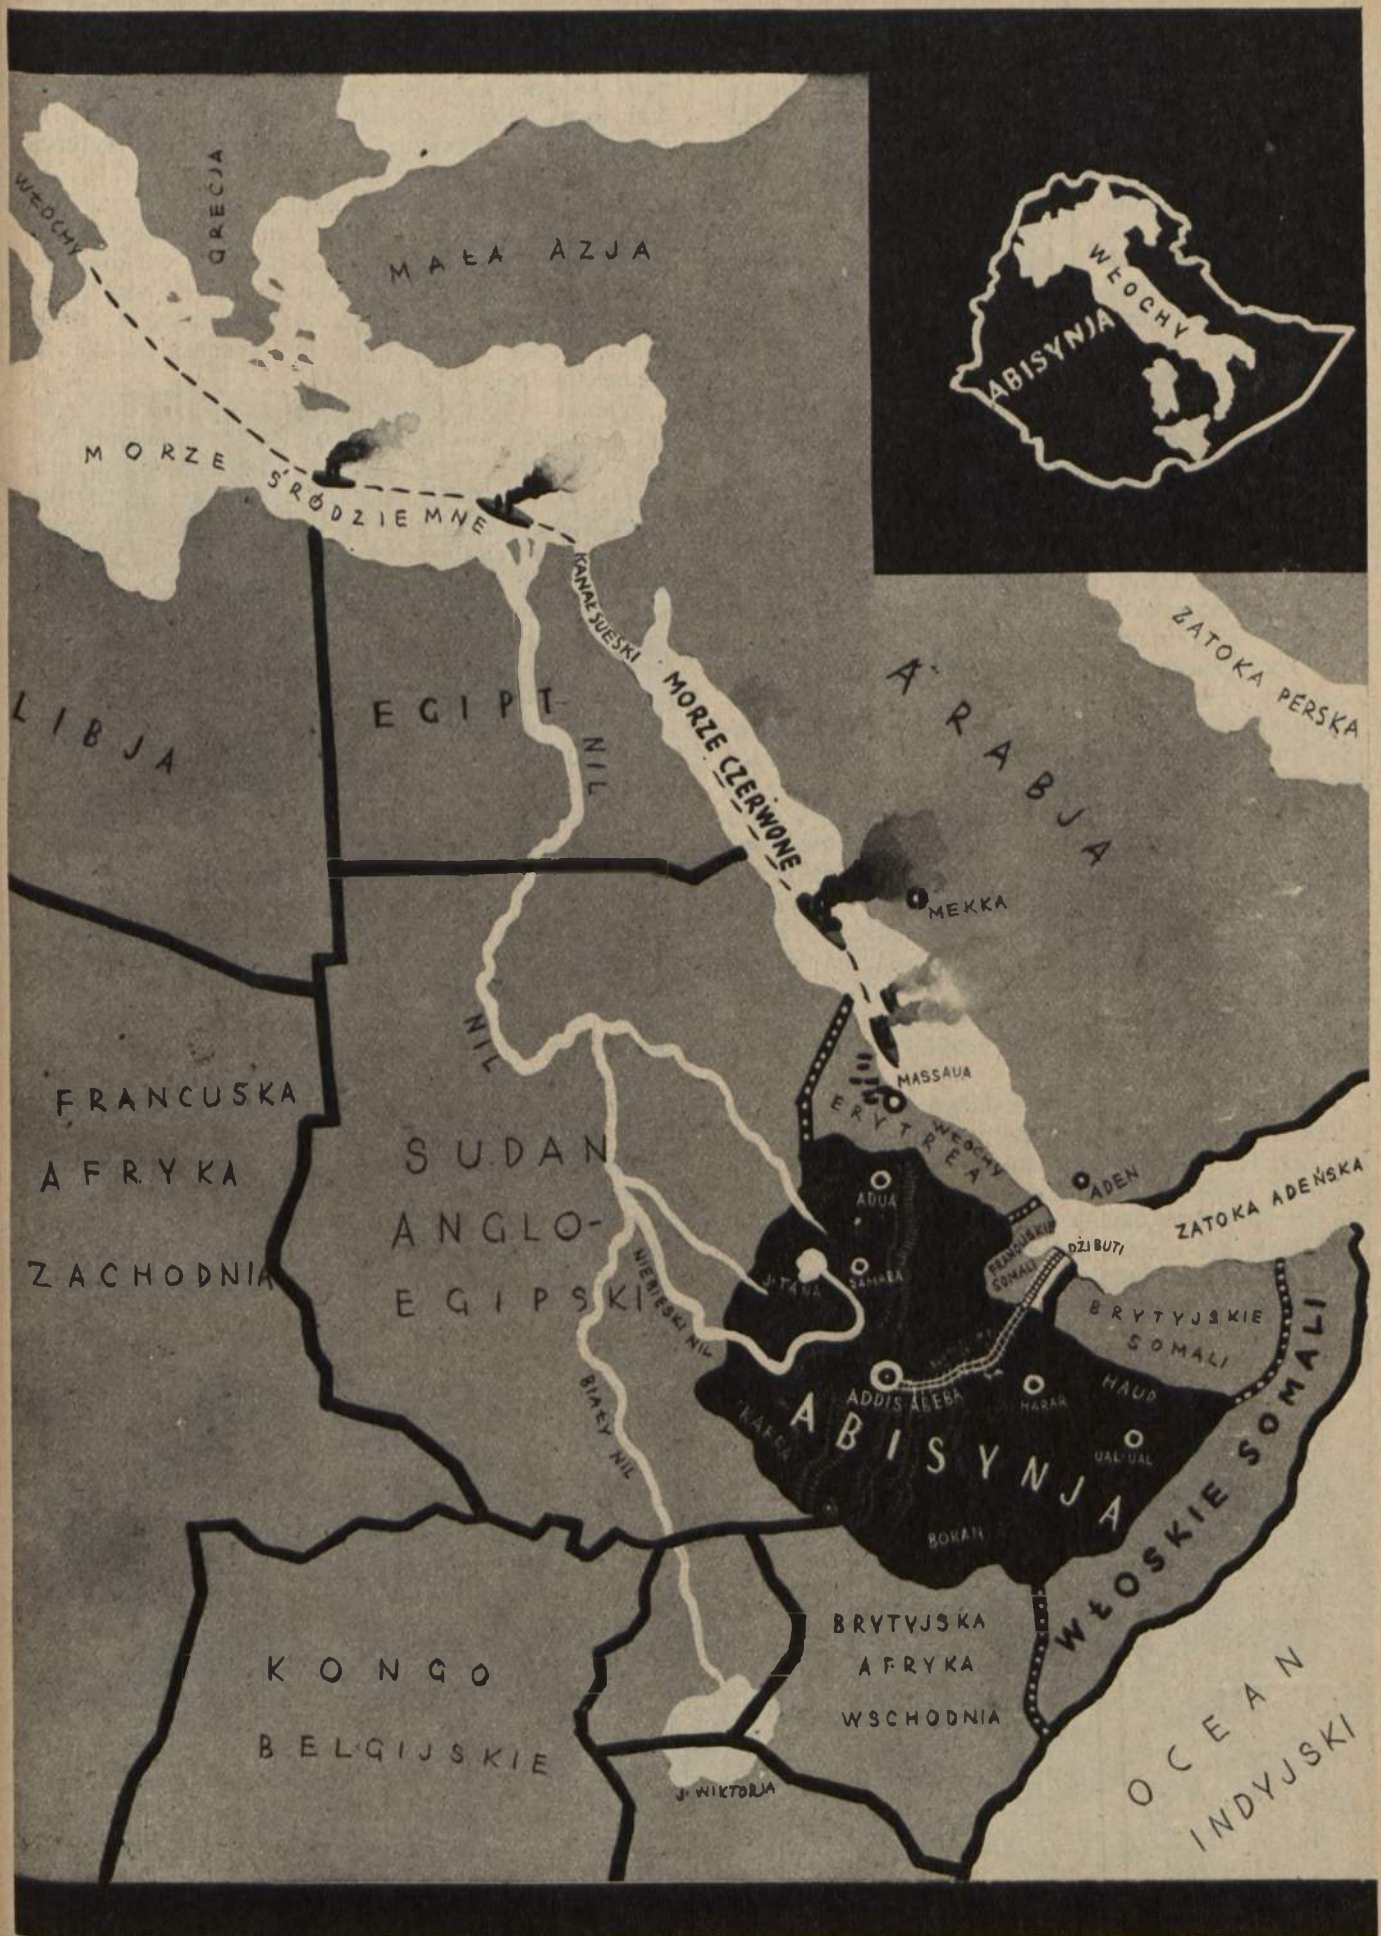 WŁOCHY
GRECJA
MAŁA AZJA
WŁOCHY
ABISYNJA
MORZE
ŚRÓDZIEMNE
KANAŁ SUESKI
ZATOKA PERSKA
LIBJA
EGIPT
NIL
MORZE CZERWONE
ARABJA
MEKKA
NIL
MASSAUA
ERYTREA
WŁOCHY
FRANCUSKA
AFRYKA
ZACHODNIA
SUDAN
ANGLO-
EGIPSKI
ADUA
ADEN
ZATOKA ADEŃSKA
FRANCUSKIE
SOMALI
DŻIBUTI
J. TANA
NIEBIESKI NIL
BRYTYJSKIE
SOMALI
BIAŁY NIL
ADDIS ABEBA
HARAR
HAUD
KAFFA
ABISYNJA
UAL-UAL
WŁOSKIE SOMALI
BORAN
KONGO
BELGIJSKIE
BRYTYJSKA
AFRYKA
WSCHODNIA
J. WIKTORJA
OCEAN
INDYJSKI